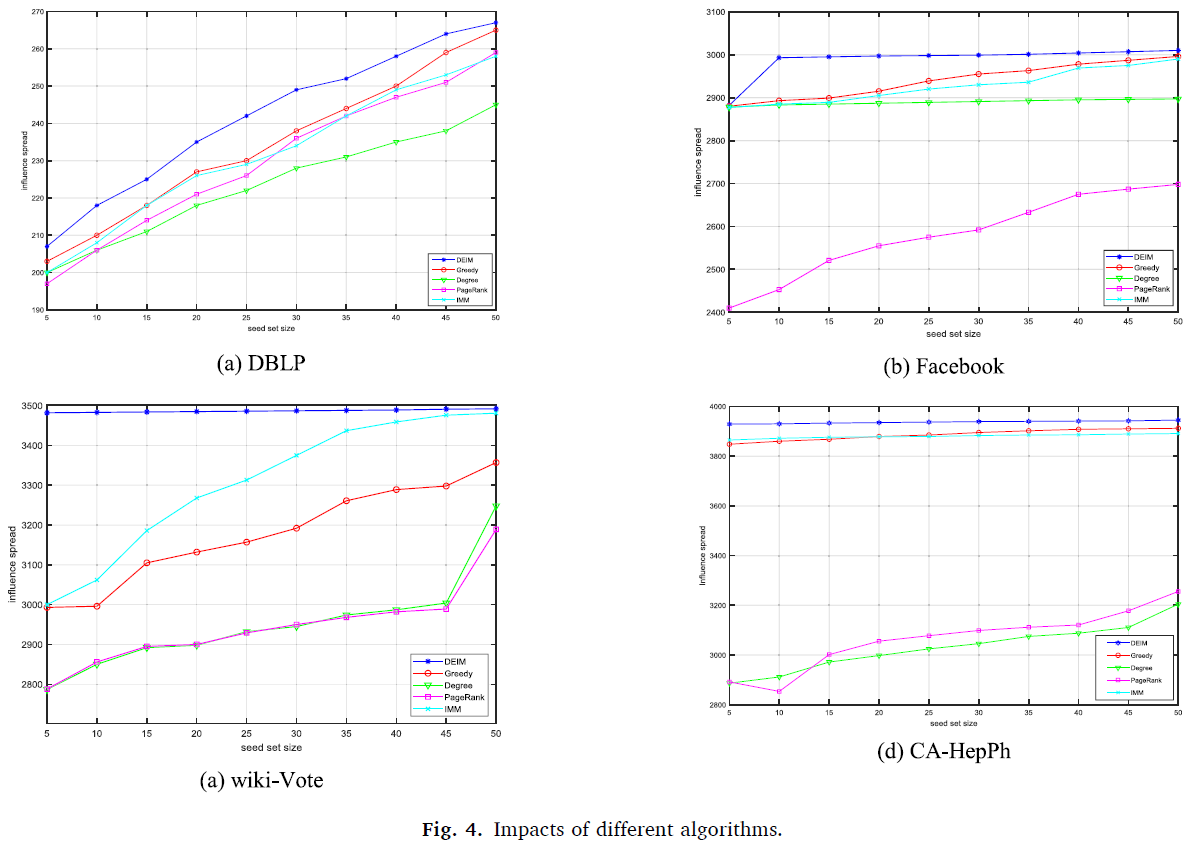 270
260
250
240
230
220
210
200
190
influence spread
5 10 15 20 25 30 35 40 45 50
seed set size
DEIM
Greedy
Degree
PageRank
IMM
(a) DBLP
3100
3000
2900
2800
2700
2600
2500
2400
influence spread
5 10 15 20 25 30 35 40 45 50
seed set size
DEIM
Greedy
Degree
PageRank
IMM
(b) Facebook
3500
3400
3300
3200
3100
3000
2900
2800
influence spread
5 10 15 20 25 30 35 40 45 50
seed set size
DEIM
Greedy
Degree
PageRank
IMM
(a) wiki-Vote
4000
3800
3600
3400
3200
3000
2800
Influence spread
5 10 15 20 25 30 35 40 45 50
seed set size
DEIM
Greedy
Degree
PageRank
IMM
(d) CA-HepPh
Fig. 4. Impacts of different algorithms.